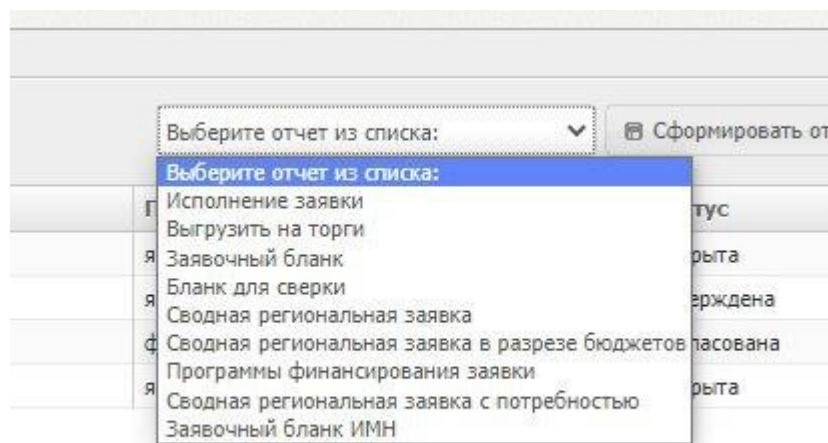 Выберите отчет из списка:
Сформировать от
Выберите отчет из списка:
Исполнение заявки
Выгрузить на торги
Заявочный бланк
Бланк для сверки
Сводная региональная заявка
Сводная региональная заявка в разрезе бюджетов
Программы финансирования заявки
Сводная региональная заявка с потребностью
Заявочный бланк ИМН
П
тус
я
рыта
я
ерждена
ф
ласована
я
рыта